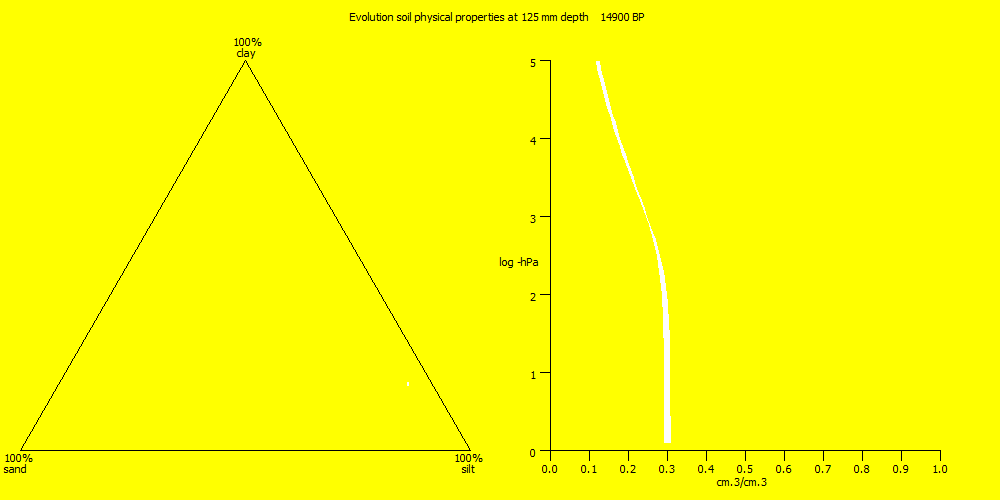 Evolution soil physical properties at 125 mm depth 14900 BP
100%
clay
100%
sand
100%
silt
5
4
3
log -hPa
2
1
0
0.0 0.1 0.2 0.3 0.4 0.5 0.6 0.7 0.8 0.9 1.0
cm.3/cm.3